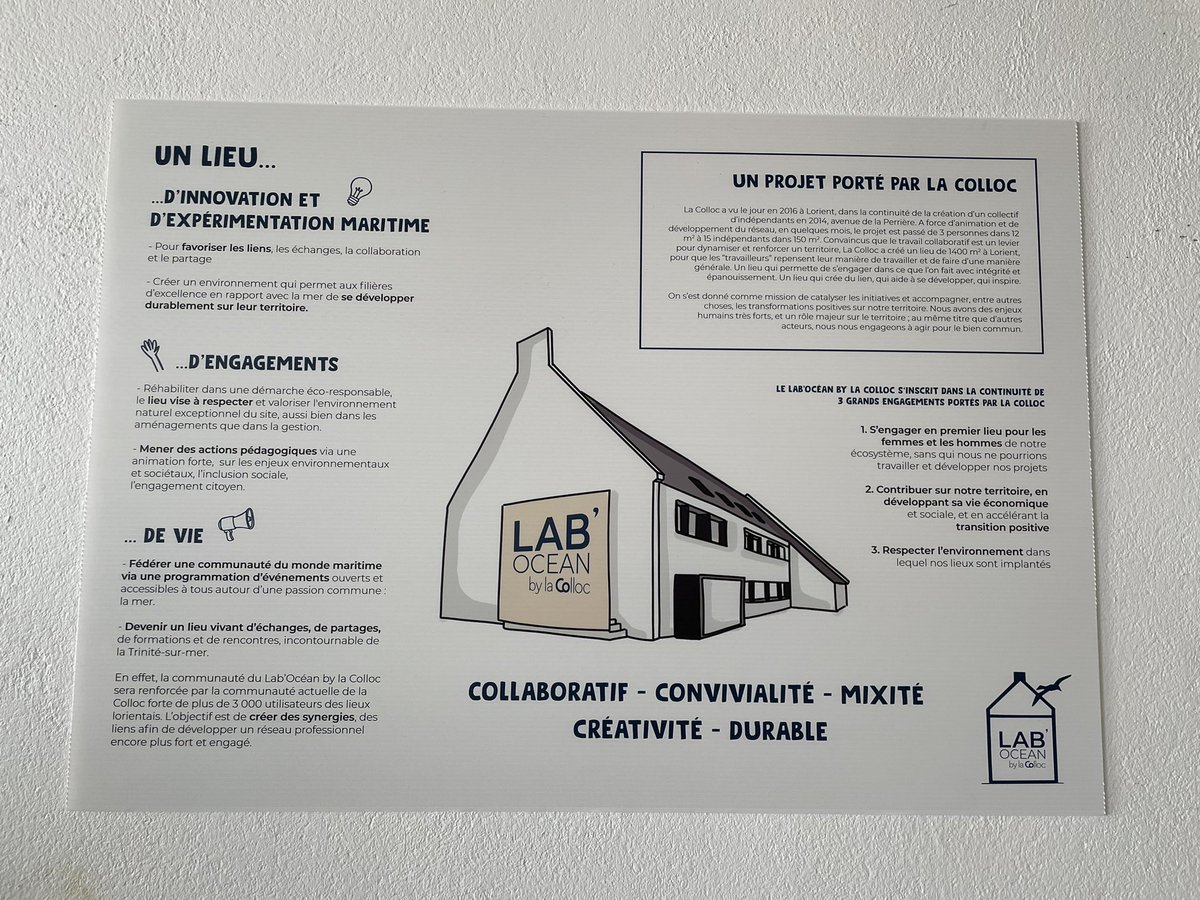 UN LIEU...
...D'INNOVATION ET
D'EXPÉRIMENTATION MARITIME
- Pour favoriser les liens, les échanges, la collaboration
et le partage
- Créer un environnement qui permet aux filières
d'excellence en rapport avec la mer de se développer
durablement sur leur territoire.
...D'ENGAGEMENTS
- Réhabiliter dans une démarche éco-responsable,
le lieu vise à respecter et valoriser l'environnement
naturel exceptionnel du site, aussi bien dans les
aménagements que dans la gestion.
- Mener des actions pédagogiques via une
animation forte, sur les enjeux environnementaux
et sociétaux, l'inclusion sociale,
l'engagement citoyen.
... DE VIE
- Fédérer une communauté du monde maritime
via une programmation d'événements ouverts et
accessibles à tous autour d'une passion commune :
la mer.
- Devenir un lieu vivant d'échanges, de partages,
de formations et de rencontres, incontournable de
la Trinité-sur-mer.
En effet, la communauté du Lab'Océan by la Colloc
sera renforcée par la communauté actuelle de la
Colloc forte de plus de 3 000 utilisateurs des lieux
lorientais. L'objectif est de créer des synergies, des
liens afin de développer un réseau professionnel
encore plus fort et engagé.
UN PROJET PORTÉ PAR LA COLLOC
La Colloc a vu le jour en 2016 à Lorient, dans la continuité de la création d'un collectif
d'indépendants en 2014, avenue de la Perrière. A force d'animation et de
développement du réseau, en quelques mois, le projet est passé de 3 personnes dans 12
m² à 15 indépendants dans 150 m². Convaincus que le travail collaboratif est un levier
pour dynamiser et renforcer un territoire, La Colloc a créé un lieu de 1400 m² à Lorient,
pour que les "travailleurs" repensent leur manière de travailler et de faire d'une manière
générale. Un lieu qui permette de s'engager dans ce que l'on fait avec intégrité et
épanouissement. Un lieu qui crée du lien, qui aide à se développer, qui inspire.
On s'est donné comme mission de catalyser les initiatives et accompagner, entre autres
choses, les transformations positives sur notre territoire. Nous avons des enjeux
humains très forts, et un rôle majeur sur le territoire ; au même titre que d'autres
acteurs, nous nous engageons à agir pour le bien commun.
LE LAB'OCÉAN BY LA COLLOC S'INSCRIT DANS LA CONTINUITÉ DE
3 GRANDS ENGAGEMENTS PORTÉS PAR LA COLLOC
1. S'engager en premier lieu pour les
femmes et les hommes de notre
écosystème, sans qui nous ne pourrions
travailler et développer nos projets
2. Contribuer sur notre territoire, en
développant sa vie économique
et sociale, et en accélérant la
transition positive
3. Respecter l'environnement dans
lequel nos lieux sont implantés
LAB'
OCEAN
by la Colloc
COLLABORATIF - CONVIVIALITÉ - MIXITÉ
CRÉATIVITÉ - DURABLE
LAB'
OCEAN
by la Colloc